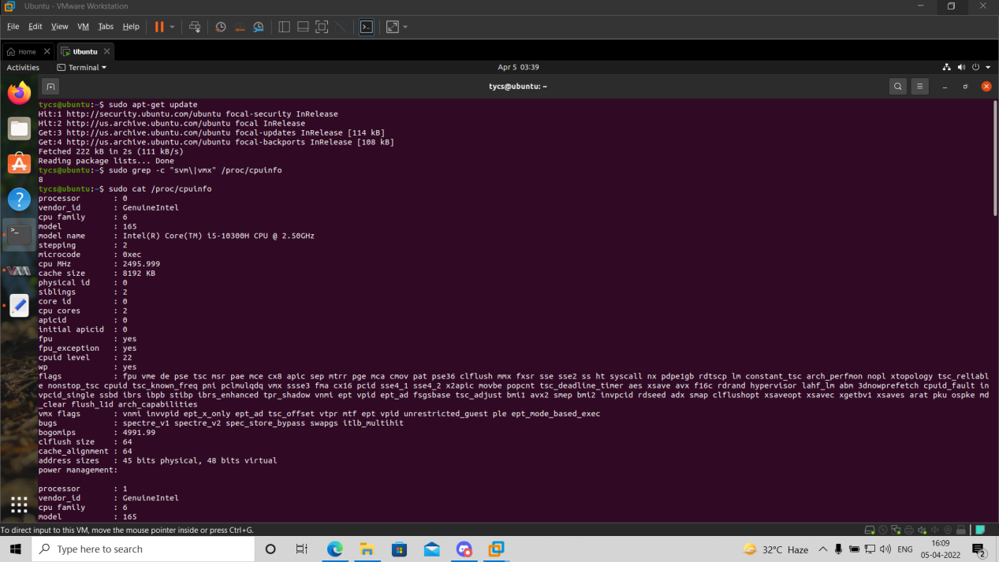 Ubuntu - VMware Workstation
File Edit View VM Tabs Help
Home Ubuntu
Activities Terminal Apr 5 03:39
tycs@ubuntu: ~
tycs@ubuntu:~$ sudo apt-get update
Hit:1 http://security.ubuntu.com/ubuntu focal-security InRelease
Hit:2 http://us.archive.ubuntu.com/ubuntu focal InRelease
Get:3 http://us.archive.ubuntu.com/ubuntu focal-updates InRelease [114 kB]
Get:4 http://us.archive.ubuntu.com/ubuntu focal-backports InRelease [108 kB]
Fetched 222 kB in 2s (111 kB/s)
Reading package lists... Done
tycs@ubuntu:~$ sudo grep -c "svm\|vmx" /proc/cpuinfo
8
tycs@ubuntu:~$ sudo cat /proc/cpuinfo
processor : 0
vendor_id : GenuineIntel
cpu family : 6
model : 165
model name : Intel(R) Core(TM) i5-10300H CPU @ 2.50GHz
stepping : 2
microcode : 0xec
cpu MHz : 2495.999
cache size : 8192 KB
physical id : 0
siblings : 2
core id : 0
cpu cores : 2
apicid : 0
initial apicid : 0
fpu : yes
fpu_exception : yes
cpuid level : 22
wp : yes
flags : fpu vme de pse tsc msr pae mce cx8 apic sep mtrr pge mca cmov pat pse36 clflush mmx fxsr sse sse2 ss ht syscall nx pdpe1gb rdtscp lm constant_tsc arch_perfmon nopl xtopology tsc_reliabl
e nonstop_tsc cpuid tsc_known_freq pni pclmulqdq vmx ssse3 fma cx16 pcid sse4_1 sse4_2 x2apic movbe popcnt tsc_deadline_timer aes xsave avx f16c rdrand hypervisor lahf_lm abm 3dnowprefetch cpuid_fault in
vpcid_single ssbd ibrs ibpb stibp ibrs_enhanced tpr_shadow vnmi ept vpid ept_ad fsgsbase tsc_adjust bmi1 avx2 smep bmi2 invpcid rdseed adx smap clflushopt xsaveopt xsavec xgetbv1 xsaves arat pku ospke md
_clear flush_l1d arch_capabilities
vmx flags : vnmi invvpid ept_x_only ept_ad tsc_offset vtpr mtf ept vpid unrestricted_guest ple ept_mode_based_exec
bugs : spectre_v1 spectre_v2 spec_store_bypass swapgs itlb_multihit
bogomips : 4991.99
clflush size : 64
cache_alignment : 64
address sizes : 45 bits physical, 48 bits virtual
power management:
processor : 1
vendor_id : GenuineIntel
cpu family : 6
model : 165
To direct input to this VM, move the mouse pointer inside or press Ctrl+G.
Type here to search
32°C Haze
ENG
16:09
05-04-2022
2